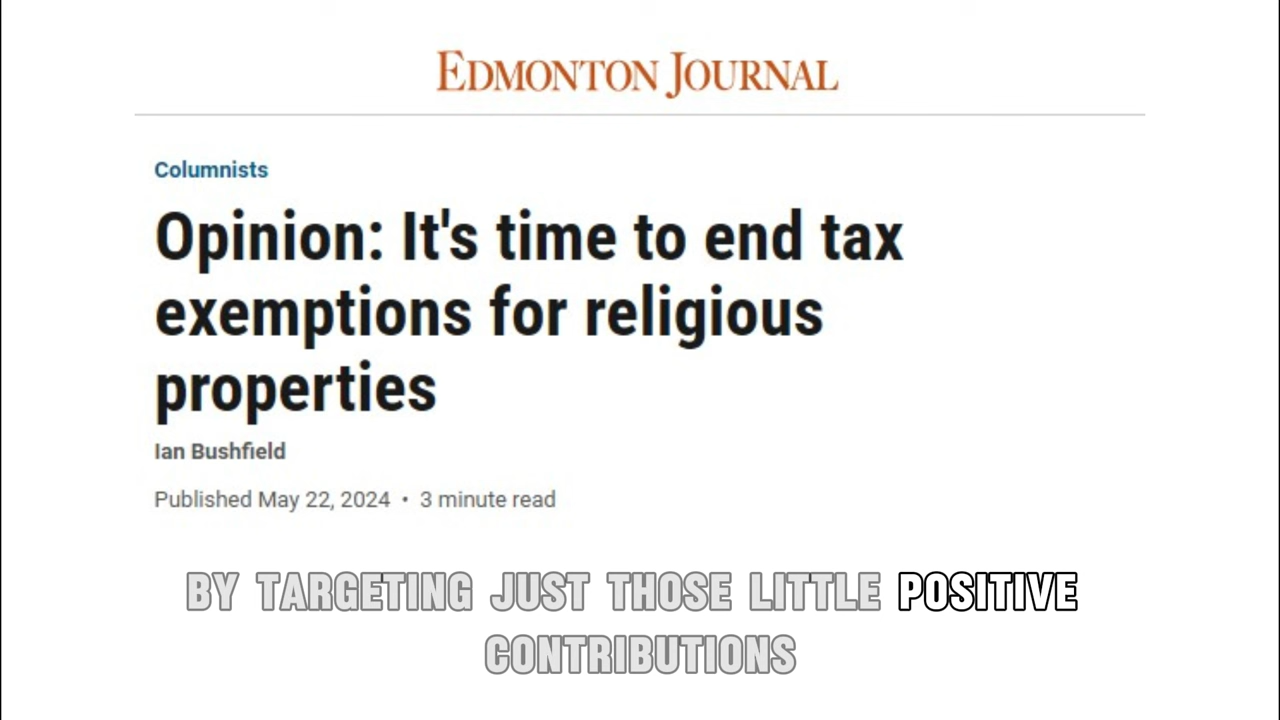 EDMONTON JOURNAL
Columnists
Opinion: It's time to end tax
exemptions for religious
properties
Ian Bushfield
Published May 22, 2024 • 3 minute read
BY TARGETING JUST THOSE LITTLE POSITIVE
CONTRIBUTIONS